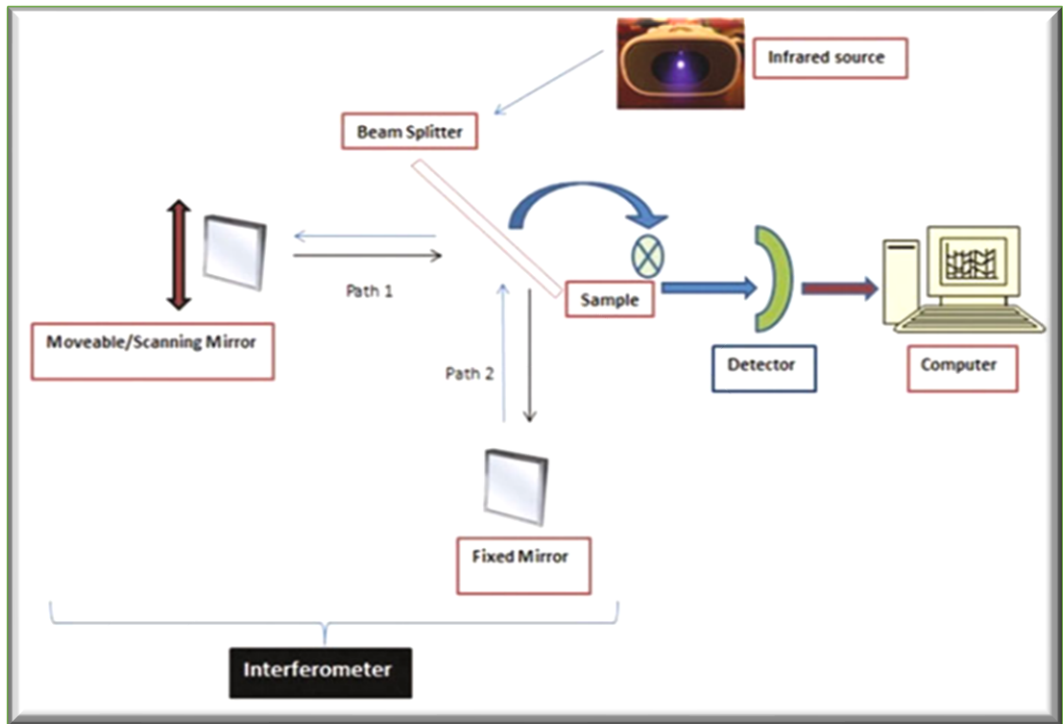 Infrared source
Beam Splitter
Path 1
Sample
Moveable/Scanning Mirror
Path 2
Detector
Computer
Fixed Mirror
Interferometer